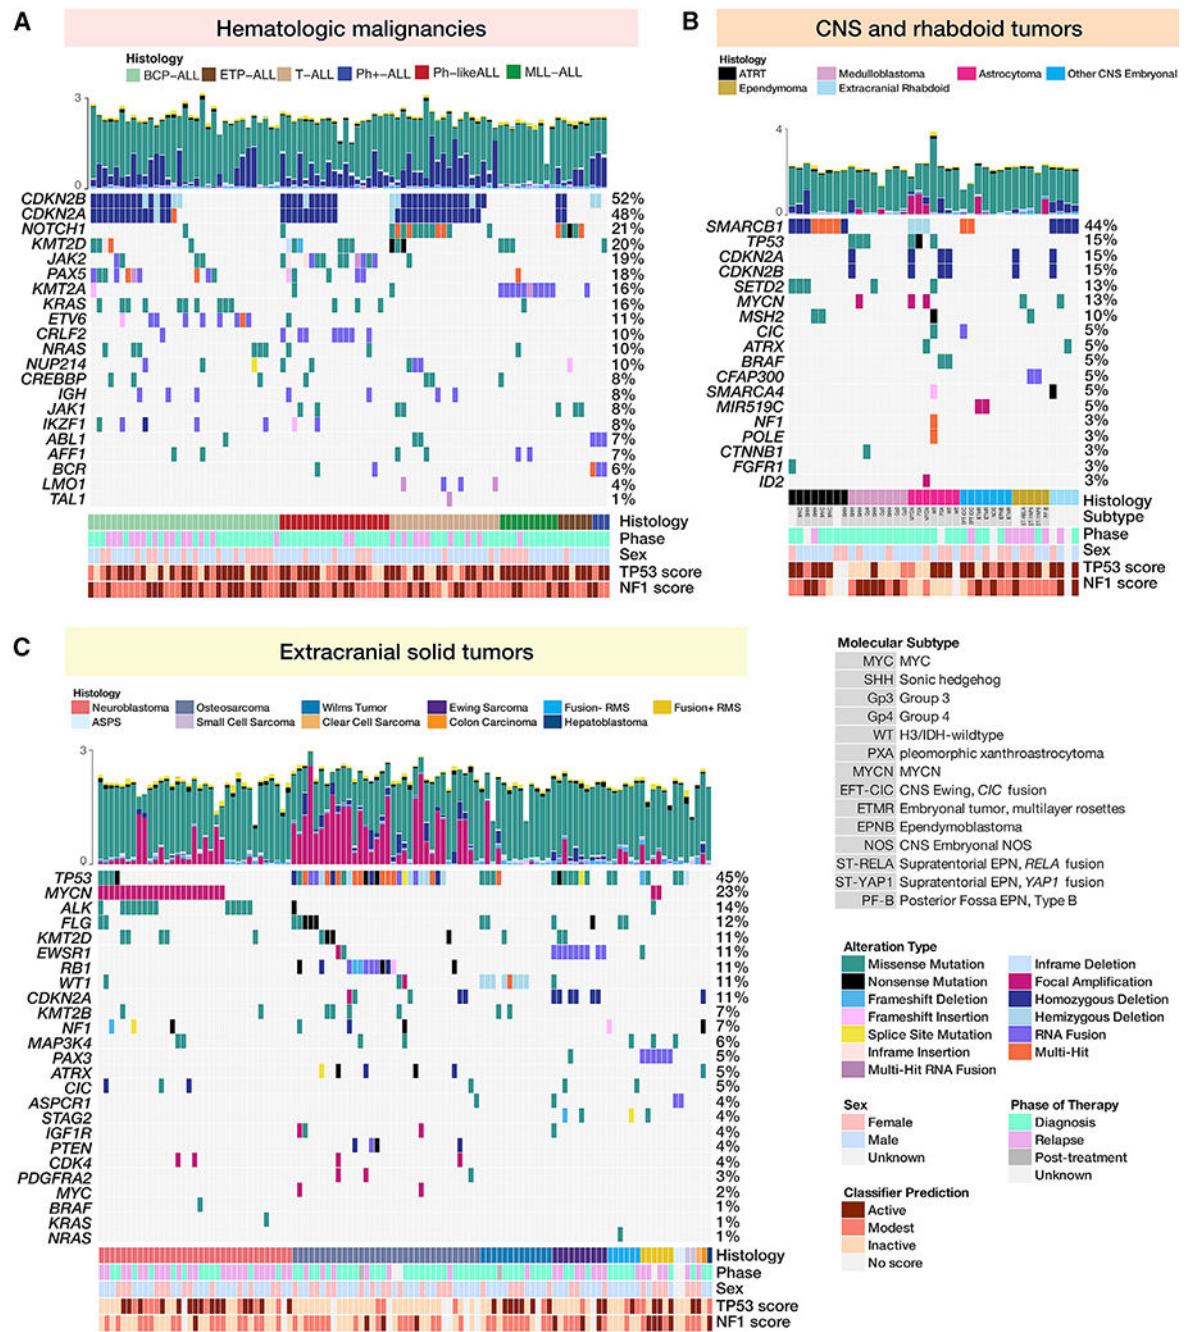 A
Hematologic malignancies
Histology
BCP-ALL ETP-ALL T-ALL Ph+-ALL Ph-likeALL MLL-ALL
3
0
CDKN2B 52%
CDKN2A 48%
NOTCH1 21%
KMT2D 20%
JAK2 19%
PAX5 18%
KMT2A 16%
KRAS 16%
ETV6 11%
CRLF2 10%
NRAS 10%
NUP214 10%
CREBBP 8%
IGH 8%
JAK1 8%
IKZF1 8%
ABL1 7%
AFF1 7%
BCR 6%
LMO1 4%
TAL1 1%
Histology
Phase
Sex
TP53 score
NF1 score
B
CNS and rhabdoid tumors
Histology
ATRT Medulloblastoma Astrocytoma Other CNS Embryonal
Ependymoma Extracranial Rhabdoid
4
2
0
SMARCB1 44%
TP53 15%
CDKN2A 15%
CDKN2B 15%
SETD2 13%
MYCN 13%
MSH2 10%
CIC 5%
ATRX 5%
BRAF 5%
CFAP300 5%
SMARCA4 5%
MIR519C 5%
NF1 3%
POLE 3%
CTNNB1 3%
FGFR1 3%
ID2 3%
Histology
Subtype
Phase
Sex
TP53 score
NF1 score
C
Extracranial solid tumors
Histology
Neuroblastoma Osteosarcoma Wilms Tumor Ewing Sarcoma Fusion- RMS Fusion+ RMS
ASPS Small Cell Sarcoma Clear Cell Sarcoma Colon Carcinoma Hepatoblastoma
3
2
0
TP53 45%
MYCN 23%
ALK 14%
FLG 12%
KMT2D 11%
EWSR1 11%
RB1 11%
WT1 11%
CDKN2A 11%
KMT2B 7%
NF1 7%
MAP3K4 6%
PAX3 5%
ATRX 5%
CIC 5%
ASPCR1 4%
STAG2 4%
IGF1R 4%
PTEN 4%
CDK4 4%
PDGFRA2 3%
MYC 2%
BRAF 1%
KRAS 1%
NRAS 1%
Histology
Phase
Sex
TP53 score
NF1 score
Molecular Subtype
MYC MYC
SHH Sonic hedgehog
Gp3 Group 3
Gp4 Group 4
WT H3/IDH-wildtype
PXA pleomorphic xanthroastrocytoma
MYCN MYCN
EFT-CIC CNS Ewing, CIC fusion
ETMR Embryonal tumor, multilayer rosettes
EPNB Ependymoblastoma
NOS CNS Embryonal NOS
ST-RELA Supratentorial EPN, RELA fusion
ST-YAP1 Supratentorial EPN, YAP1 fusion
PF-B Posterior Fossa EPN, Type B
Alteration Type
Missense Mutation Inframe Deletion
Nonsense Mutation Focal Amplification
Frameshift Deletion Homozygous Deletion
Frameshift Insertion Hemizygous Deletion
Splice Site Mutation RNA Fusion
Inframe Insertion Multi-Hit
Multi-Hit RNA Fusion
Sex
Female
Male
Unknown
Phase of Therapy
Diagnosis
Relapse
Post-treatment
Unknown
Classifier Prediction
Active
Modest
Inactive
No score